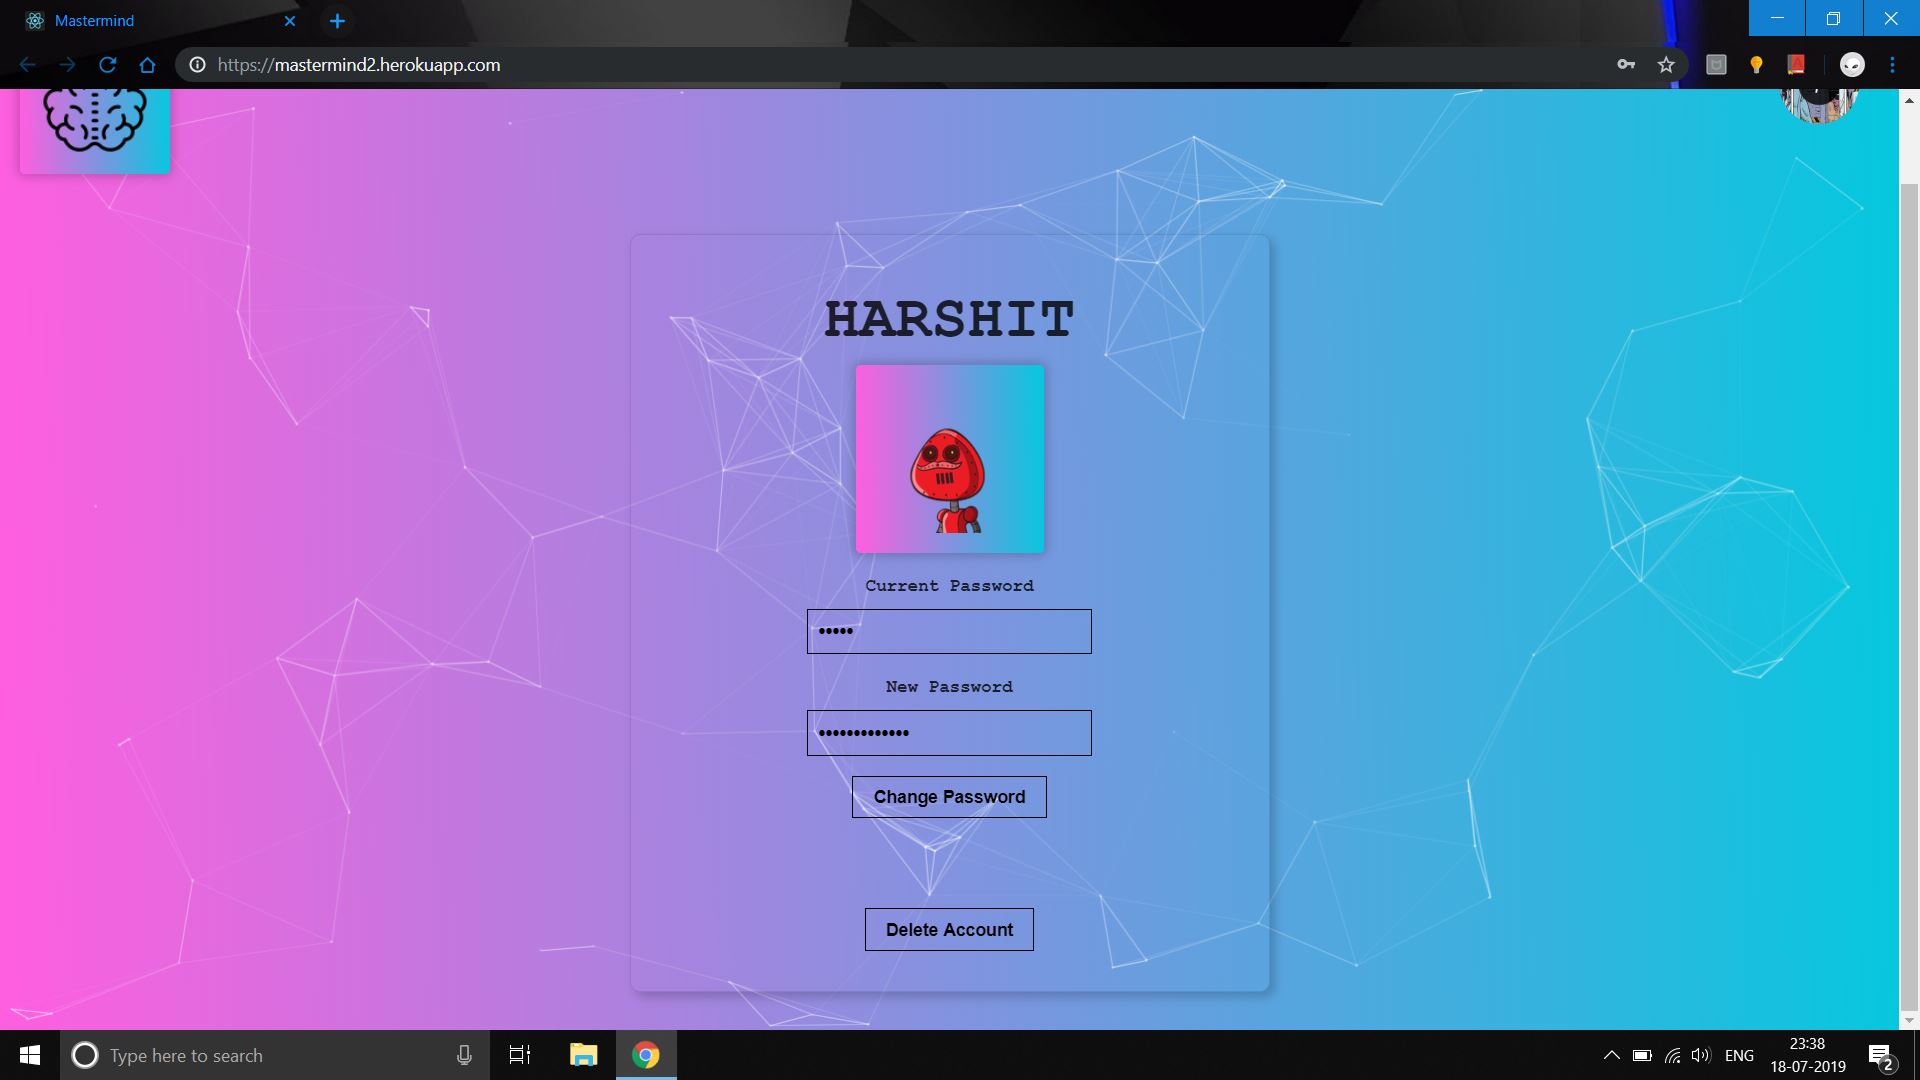 Mastermind
https://mastermind2.herokuapp.com
HARSHIT
Current Password
•••••
New Password
•••••••••••••
Change Password
Delete Account
Type here to search
ENG
23:38
18-07-2019
2